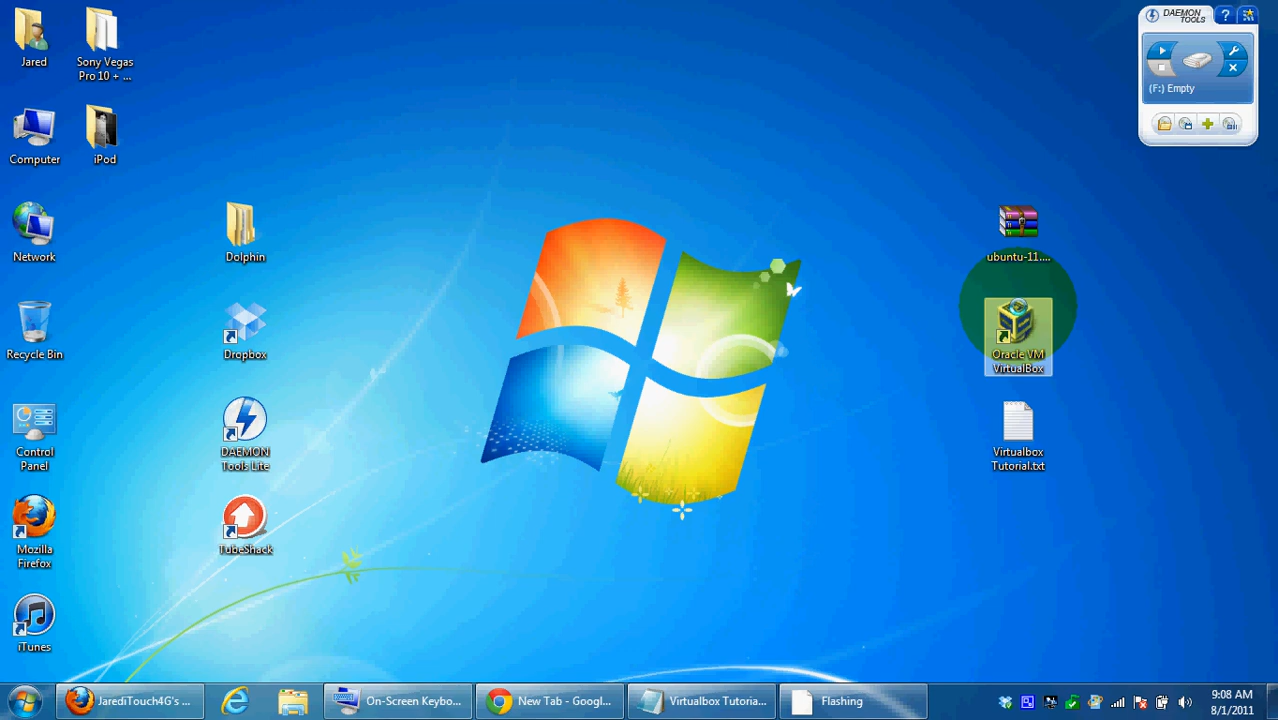 Jared
Sony Vegas
Pro 10 + ...
Computer
iPod
Network
Dolphin
Recycle Bin
Dropbox
Control
Panel
DAEMON
Tools Lite
Mozilla
Firefox
TubeShack
iTunes
DAEMON
TOOLS
?
(F:) Empty
ubuntu-11....
Oracle VM
VirtualBox
Virtualbox
Tutorial.txt
JarediTouch4G's ...
On-Screen Keybo...
New Tab - Googl...
Virtualbox Tutoria...
Flashing
9:08 AM
8/1/2011